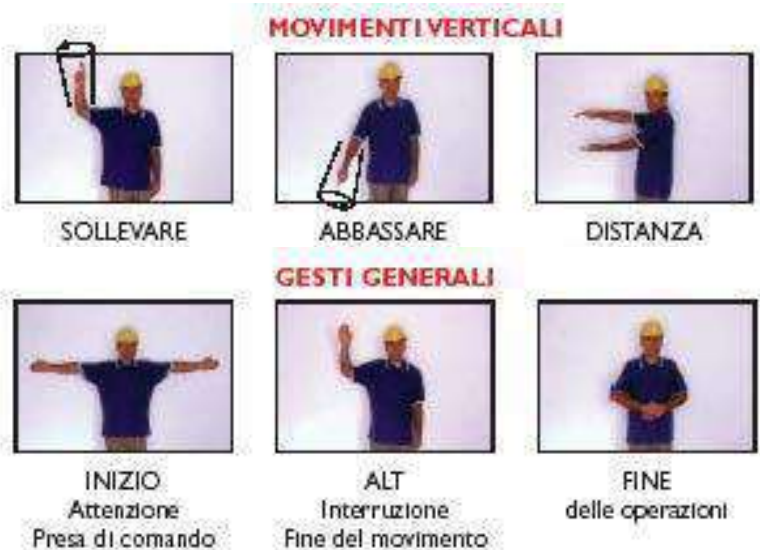 MOVIMENTI VERTICALI
SOLLEVARE
ABBASSARE
DISTANZA
GESTI GENERALI
INIZIO
Attenzione
Presa di comando
ALT
Interruzione
Fine del movimento
FINE
delle operazioni